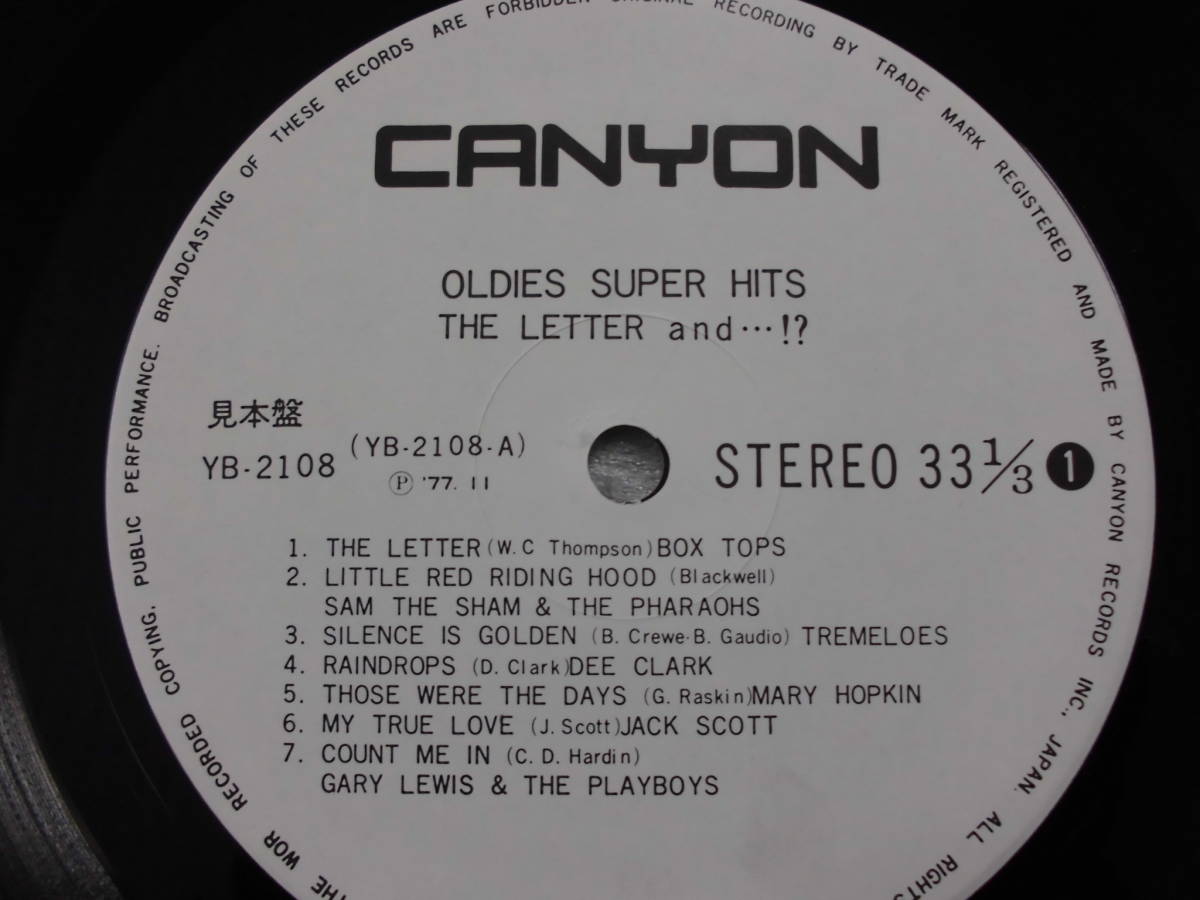 CANYON
OLDIES SUPER HITS
THE LETTER and…!?
見本盤
YB-2108 (YB-2108-A)
Ⓟ '77. 11
STEREO 33 1/3 1
1. THE LETTER (W.C Thompson) BOX TOPS
2. LITTLE RED RIDING HOOD (Blackwell)
SAM THE SHAM & THE PHARAOHS
3. SILENCE IS GOLDEN (B. Crewe·B. Gaudio) TREMELOES
4. RAINDROPS (D. Clark) DEE CLARK
5. THOSE WERE THE DAYS (G. Raskin) MARY HOPKIN
6. MY TRUE LOVE (J. Scott) JACK SCOTT
7. COUNT ME IN (C. D. Hardin)
GARY LEWIS & THE PLAYBOYS
RECORDED COPYING, PUBLIC PERFORMANCE. BROADCASTING OF THESE RECORDS ARE FORBIDDEN ORIGINAL RECORDING BY TRADE MARK REGISTERED AND MADE BY CANYON RECORDS INC., JAPAN. ALL RIGHTS
THE WOR